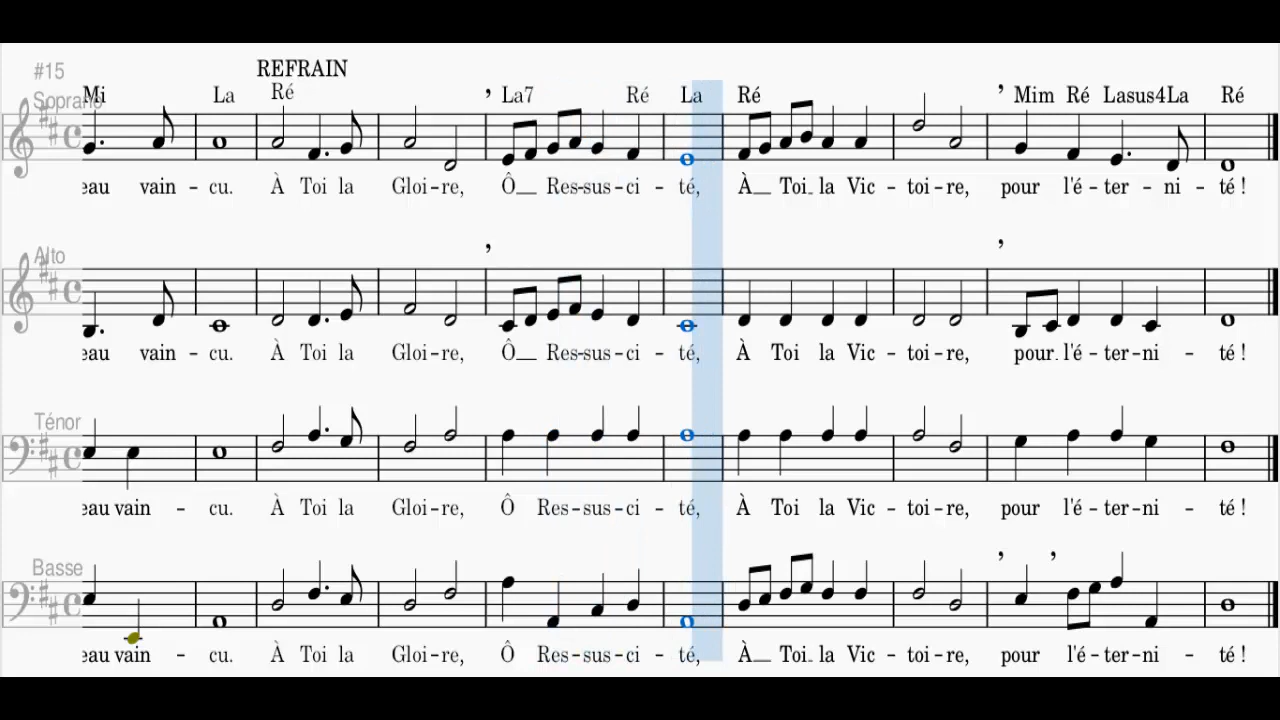 #15
REFRAIN
Soprano
Mi La Ré La7 Ré La Ré Mim Ré Lasus4La Ré
eau vain - cu. À Toi la Gloi - re, Ô Res - sus - ci - té, À Toi la Vic - toi - re, pour l'é - ter - ni - té !
Alto
eau vain - cu. À Toi la Gloi - re, Ô Res - sus - ci - té, À Toi la Vic - toi - re, pour l'é - ter - ni - té !
Ténor
eau vain - cu. À Toi la Gloi - re, Ô Res - sus - ci - té, À Toi la Vic - toi - re, pour l'é - ter - ni - té !
Basse
eau vain - cu. À Toi la Gloi - re, Ô Res - sus - ci - té, À Toi la Vic - toi - re, pour l'é - ter - ni - té !